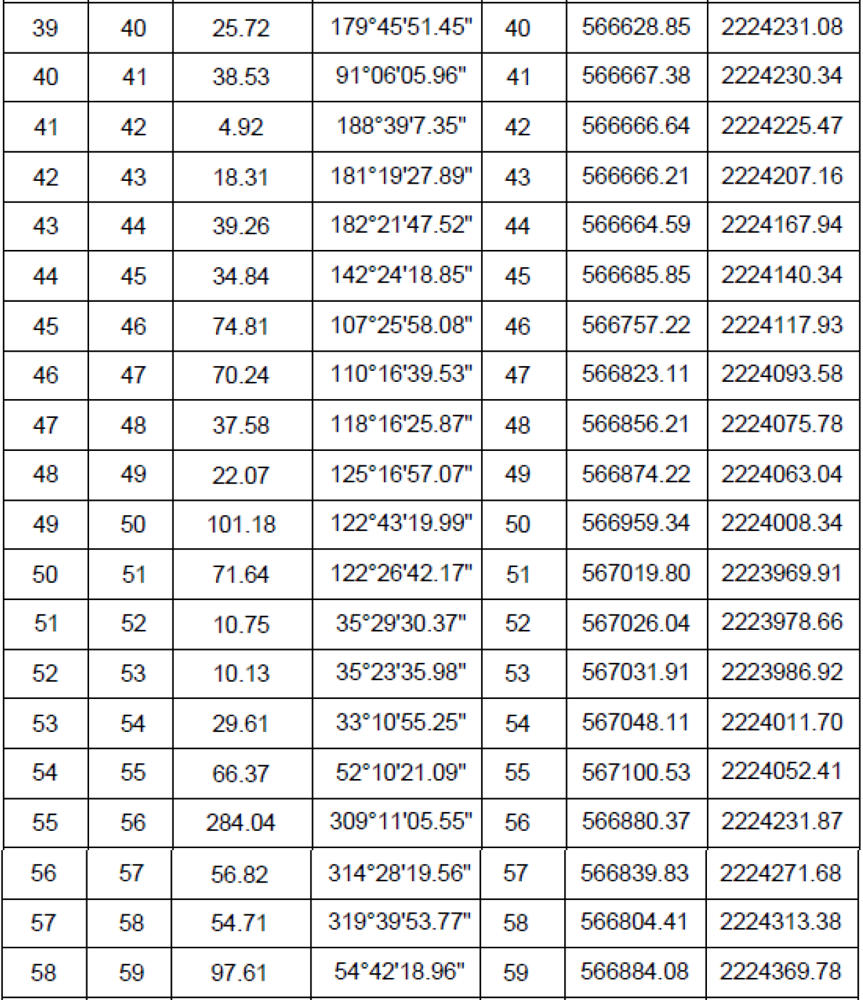 39 40 25.72 179°45'51.45" 40 566628.85 2224231.08
40 41 38.53 91°06'05.96" 41 566667.38 2224230.34
41 42 4.92 188°39'7.35" 42 566666.64 2224225.47
42 43 18.31 181°19'27.89" 43 566666.21 2224207.16
43 44 39.26 182°21'47.52" 44 566664.59 2224167.94
44 45 34.84 142°24'18.85" 45 566685.85 2224140.34
45 46 74.81 107°25'58.08" 46 566757.22 2224117.93
46 47 70.24 110°16'39.53" 47 566823.11 2224093.58
47 48 37.58 118°16'25.87" 48 566856.21 2224075.78
48 49 22.07 125°16'57.07" 49 566874.22 2224063.04
49 50 101.18 122°43'19.99" 50 566959.34 2224008.34
50 51 71.64 122°26'42.17" 51 567019.80 2223969.91
51 52 10.75 35°29'30.37" 52 567026.04 2223978.66
52 53 10.13 35°23'35.98" 53 567031.91 2223986.92
53 54 29.61 33°10'55.25" 54 567048.11 2224011.70
54 55 66.37 52°10'21.09" 55 567100.53 2224052.41
55 56 284.04 309°11'05.55" 56 566880.37 2224231.87
56 57 56.82 314°28'19.56" 57 566839.83 2224271.68
57 58 54.71 319°39'53.77" 58 566804.41 2224313.38
58 59 97.61 54°42'18.96" 59 566884.08 2224369.78